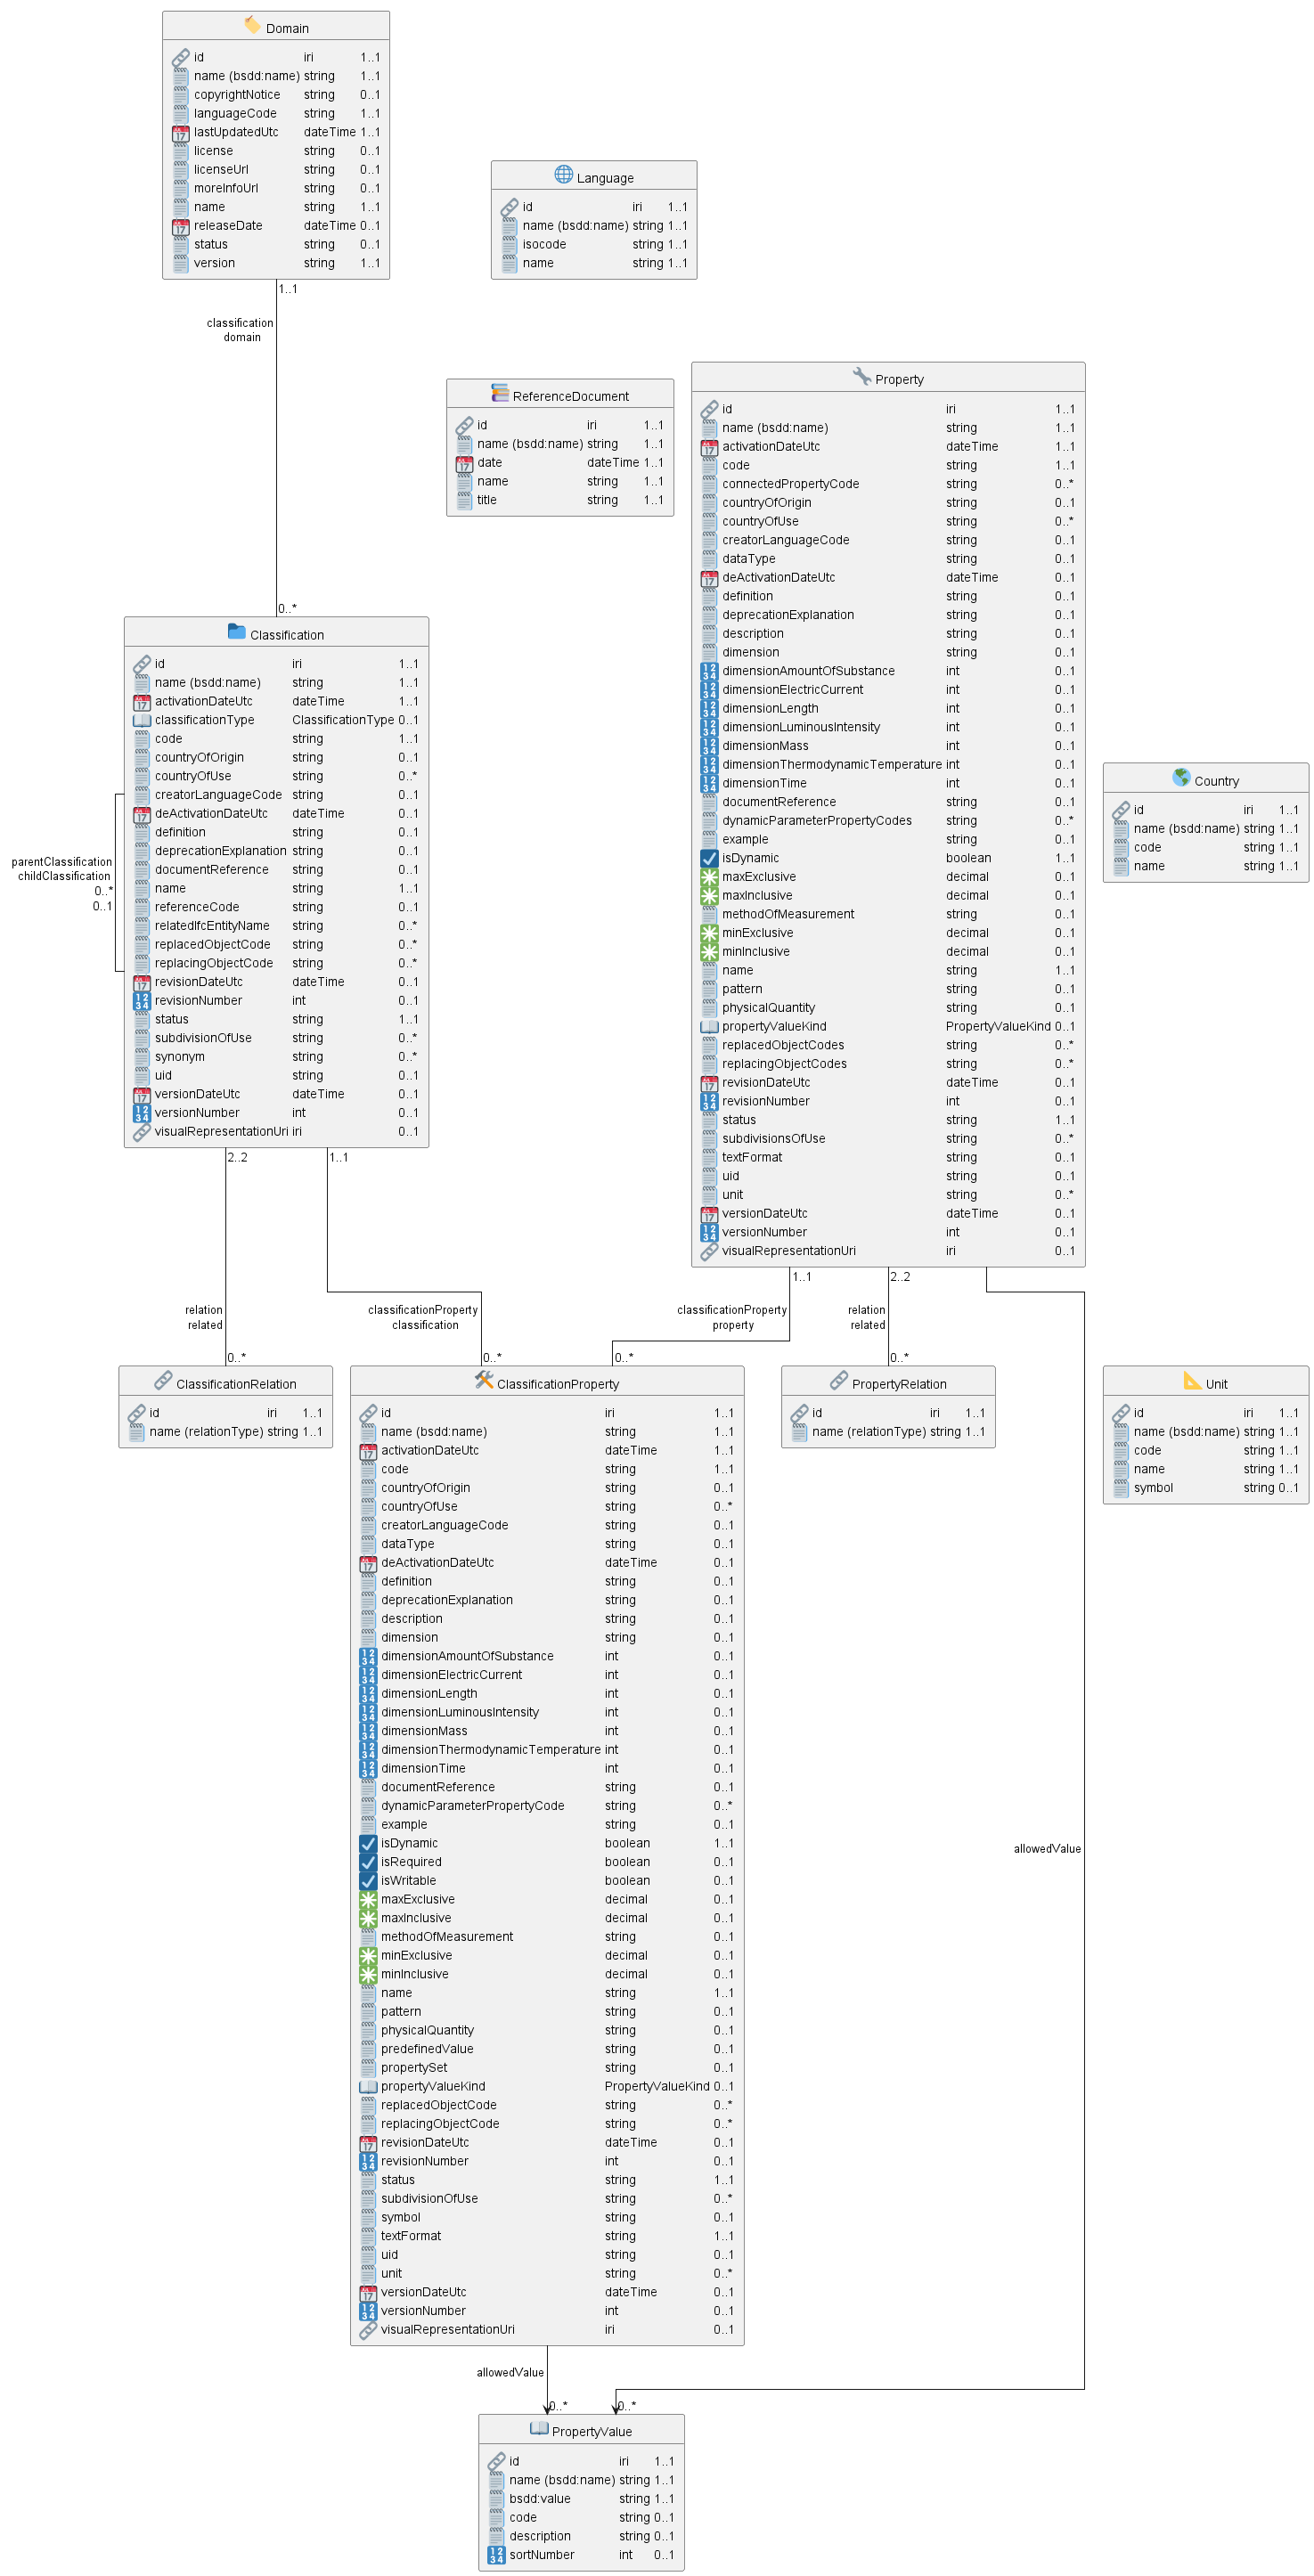 Domain
id iri 1..1
name (bsdd:name) string 1..1
copyrightNotice string 0..1
languageCode string 1..1
lastUpdatedUtc dateTime 1..1
license string 0..1
licenseUrl string 0..1
moreInfoUrl string 0..1
name string 1..1
releaseDate dateTime 0..1
status string 0..1
version string 1..1
Language
id iri 1..1
name (bsdd:name) string 1..1
isocode string 1..1
name string 1..1
1..1
classification
domain
0..*
ReferenceDocument
id iri 1..1
name (bsdd:name) string 1..1
date dateTime 1..1
name string 1..1
title string 1..1
Property
id iri 1..1
name (bsdd:name) string 1..1
activationDateUtc dateTime 1..1
code string 1..1
connectedPropertyCode string 0..*
countryOfOrigin string 0..1
countryOfUse string 0..*
creatorLanguageCode string 0..1
dataType string 0..1
deActivationDateUtc dateTime 0..1
definition string 0..1
deprecationExplanation string 0..1
description string 0..1
dimension string 0..1
dimensionAmountOfSubstance int 0..1
dimensionElectricCurrent int 0..1
dimensionLength int 0..1
dimensionLuminousIntensity int 0..1
dimensionMass int 0..1
dimensionThermodynamicTemperature int 0..1
dimensionTime int 0..1
documentReference string 0..1
dynamicParameterPropertyCodes string 0..*
example string 0..1
isDynamic boolean 1..1
maxExclusive decimal 0..1
maxInclusive decimal 0..1
methodOfMeasurement string 0..1
minExclusive decimal 0..1
minInclusive decimal 0..1
name string 1..1
pattern string 0..1
physicalQuantity string 0..1
propertyValueKind PropertyValueKind 0..1
replacedObjectCodes string 0..*
replacingObjectCodes string 0..*
revisionDateUtc dateTime 0..1
revisionNumber int 0..1
status string 1..1
subdivisionsOfUse string 0..*
textFormat string 0..1
uid string 0..1
unit string 0..*
versionDateUtc dateTime 0..1
versionNumber int 0..1
visualRepresentationUri iri 0..1
Classification
id iri 1..1
name (bsdd:name) string 1..1
activationDateUtc dateTime 1..1
classificationType ClassificationType 0..1
code string 1..1
countryOfOrigin string 0..1
countryOfUse string 0..*
creatorLanguageCode string 0..1
deActivationDateUtc dateTime 0..1
definition string 0..1
deprecationExplanation string 0..1
documentReference string 0..1
name string 1..1
referenceCode string 0..1
relatedIfcEntityName string 0..*
replacedObjectCode string 0..*
replacingObjectCode string 0..*
revisionDateUtc dateTime 0..1
revisionNumber int 0..1
status string 1..1
subdivisionOfUse string 0..*
synonym string 0..*
uid string 0..1
versionDateUtc dateTime 0..1
versionNumber int 0..1
visualRepresentationUri iri 0..1
parentClassification
childClassification
0..*
0..1
Country
id iri 1..1
name (bsdd:name) string 1..1
code string 1..1
name string 1..1
2..2
relation
related
0..*
1..1
classificationProperty
classification
0..*
1..1
classificationProperty
property
0..*
2..2
relation
related
0..*
ClassificationRelation
id iri 1..1
name (relationType) string 1..1
ClassificationProperty
id iri 1..1
name (bsdd:name) string 1..1
activationDateUtc dateTime 1..1
code string 1..1
countryOfOrigin string 0..1
countryOfUse string 0..*
creatorLanguageCode string 0..1
dataType string 0..1
deActivationDateUtc dateTime 0..1
definition string 0..1
deprecationExplanation string 0..1
description string 0..1
dimension string 0..1
dimensionAmountOfSubstance int 0..1
dimensionElectricCurrent int 0..1
dimensionLength int 0..1
dimensionLuminousIntensity int 0..1
dimensionMass int 0..1
dimensionThermodynamicTemperature int 0..1
dimensionTime int 0..1
documentReference string 0..1
dynamicParameterPropertyCode string 0..*
example string 0..1
isDynamic boolean 1..1
isRequired boolean 0..1
isWritable boolean 0..1
maxExclusive decimal 0..1
maxInclusive decimal 0..1
methodOfMeasurement string 0..1
minExclusive decimal 0..1
minInclusive decimal 0..1
name string 1..1
pattern string 0..1
physicalQuantity string 0..1
predefinedValue string 0..1
propertySet string 0..1
propertyValueKind PropertyValueKind 0..1
replacedObjectCode string 0..*
replacingObjectCode string 0..*
revisionDateUtc dateTime 0..1
revisionNumber int 0..1
status string 1..1
subdivisionOfUse string 0..*
symbol string 0..1
textFormat string 1..1
uid string 0..1
unit string 0..*
versionDateUtc dateTime 0..1
versionNumber int 0..1
visualRepresentationUri iri 0..1
PropertyRelation
id iri 1..1
name (relationType) string 1..1
Unit
id iri 1..1
name (bsdd:name) string 1..1
code string 1..1
name string 1..1
symbol string 0..1
allowedValue
allowedValue
0..*
0..*
PropertyValue
id iri 1..1
name (bsdd:name) string 1..1
bsdd:value string 1..1
code string 0..1
description string 0..1
sortNumber int 0..1